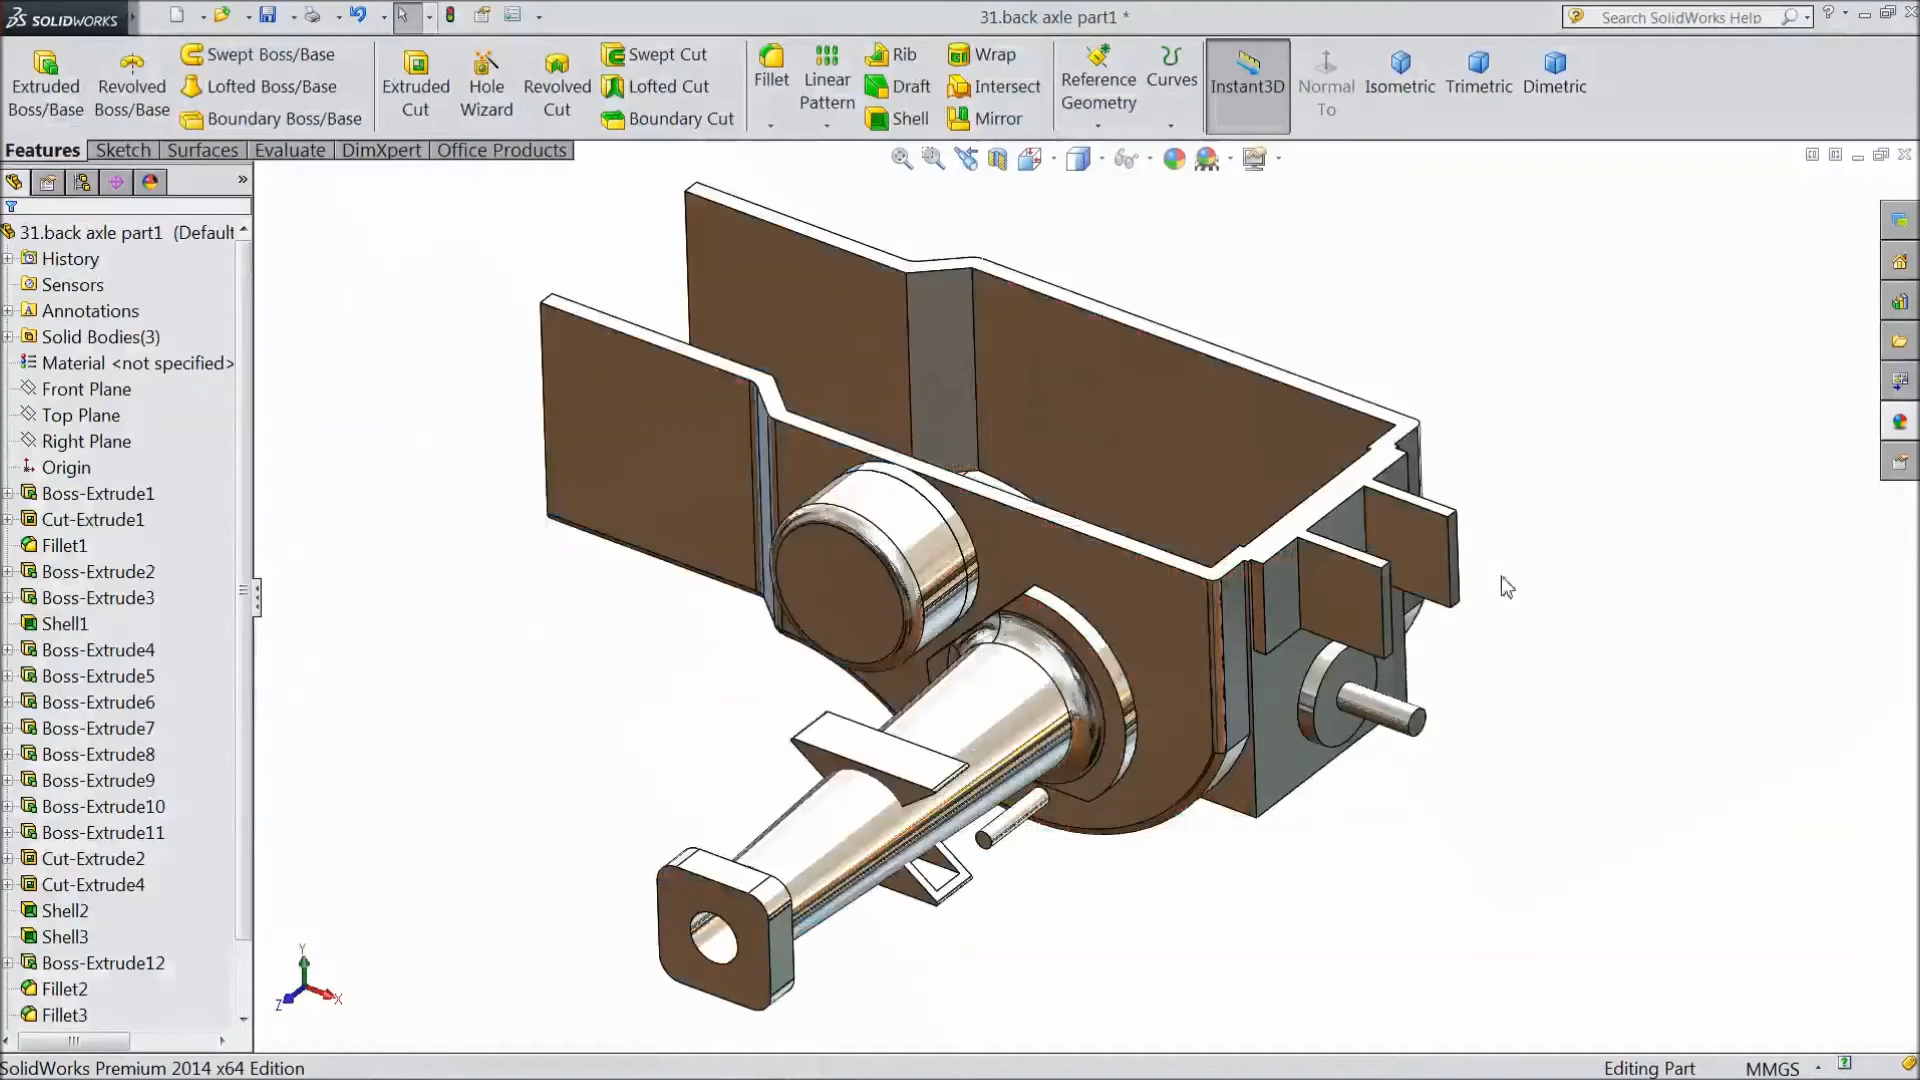 SOLIDWORKS
31.back axle part1 *
Search SolidWorks Help
Extruded Boss/Base
Revolved Boss/Base
Swept Boss/Base
Lofted Boss/Base
Boundary Boss/Base
Extruded Cut
Hole Wizard
Revolved Cut
Swept Cut
Lofted Cut
Boundary Cut
Fillet
Linear Pattern
Rib
Draft
Shell
Wrap
Intersect
Mirror
Reference Geometry
Curves
Instant3D
Normal To
Isometric
Trimetric
Dimetric
Features
Sketch
Surfaces
Evaluate
DimXpert
Office Products
31.back axle part1 (Default
History
Sensors
Annotations
Solid Bodies(3)
Material <not specified>
Front Plane
Top Plane
Right Plane
Origin
Boss-Extrude1
Cut-Extrude1
Fillet1
Boss-Extrude2
Boss-Extrude3
Shell1
Boss-Extrude4
Boss-Extrude5
Boss-Extrude6
Boss-Extrude7
Boss-Extrude8
Boss-Extrude9
Boss-Extrude10
Boss-Extrude11
Cut-Extrude2
Cut-Extrude4
Shell2
Shell3
Boss-Extrude12
Fillet2
Fillet3
Y
Z
X
SolidWorks Premium 2014 x64 Edition
Editing Part
MMGS